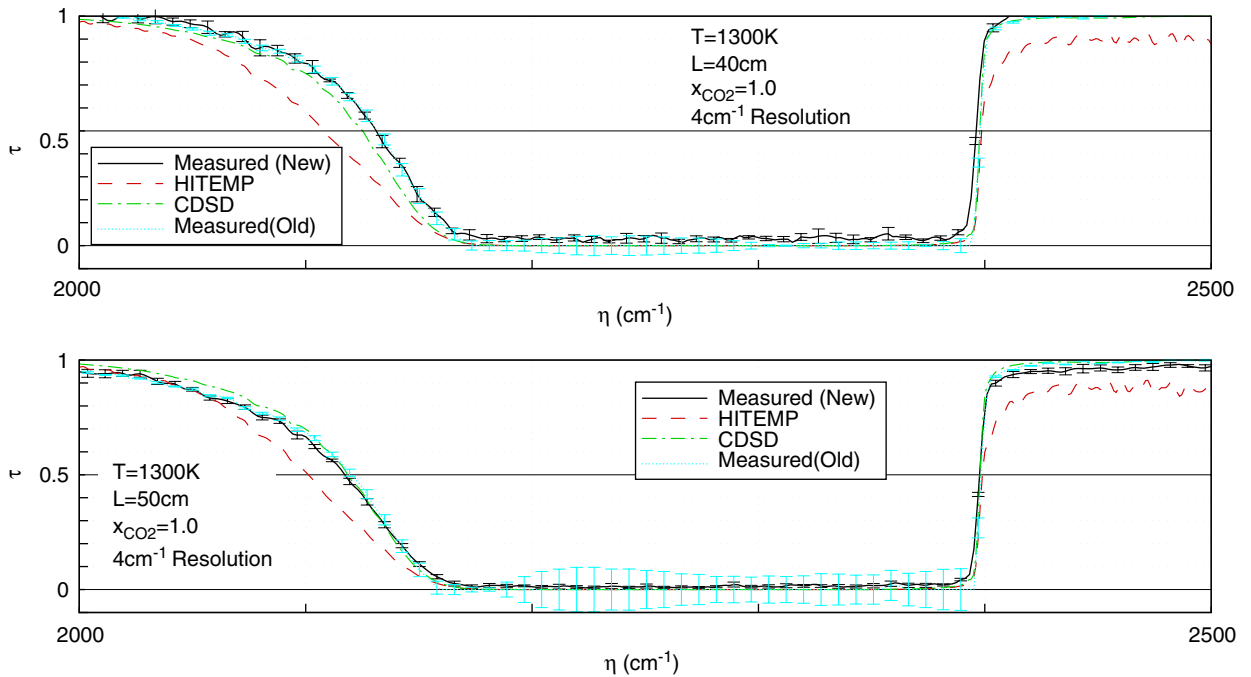 1
T=1300K
L=40cm
xCO2=1.0
4cm-1 Resolution
0.5
τ
Measured (New)
HITEMP
CDSD
Measured(Old)
0
2000
2500
η (cm-1)
1
Measured (New)
HITEMP
CDSD
Measured(Old)
0.5
τ
T=1300K
L=50cm
xCO2=1.0
4cm-1 Resolution
0
2000
2500
η (cm-1)